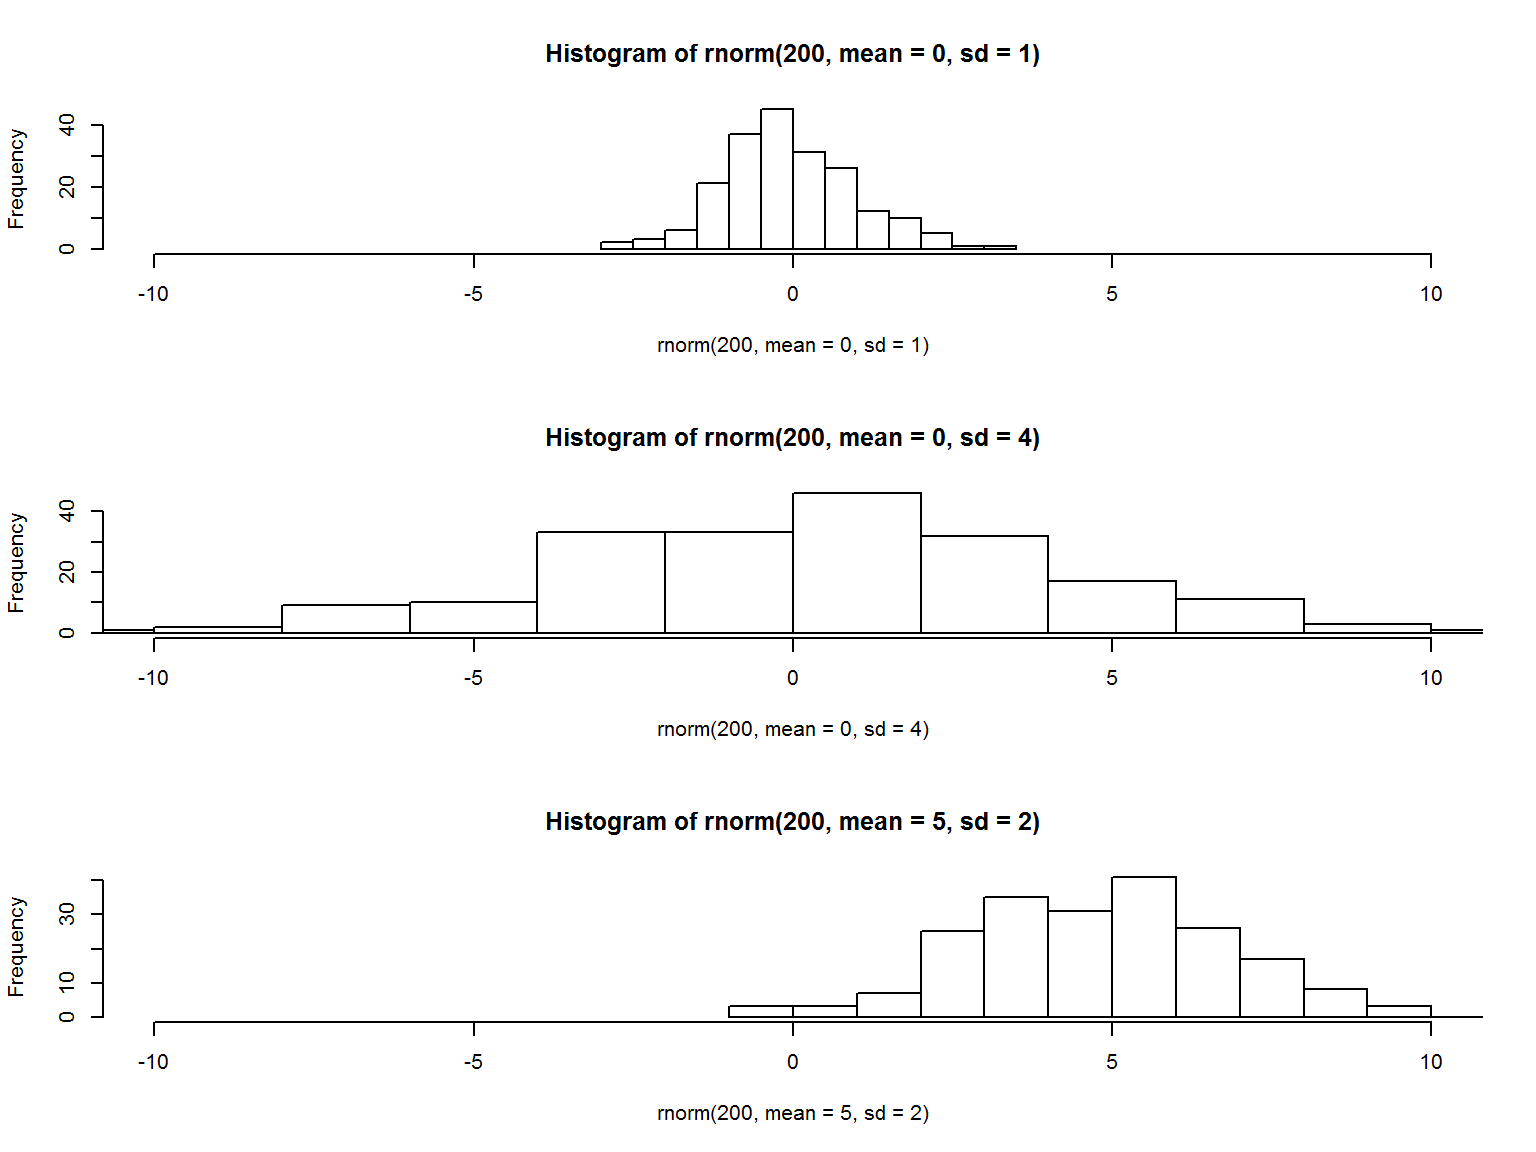 Histogram of rnorm(200, mean = 0, sd = 1)
Frequency
40
20
0
-10 -5 0 5 10
rnorm(200, mean = 0, sd = 1)
Histogram of rnorm(200, mean = 0, sd = 4)
Frequency
40
20
0
-10 -5 0 5 10
rnorm(200, mean = 0, sd = 4)
Histogram of rnorm(200, mean = 5, sd = 2)
Frequency
30
10
0
-10 -5 0 5 10
rnorm(200, mean = 5, sd = 2)